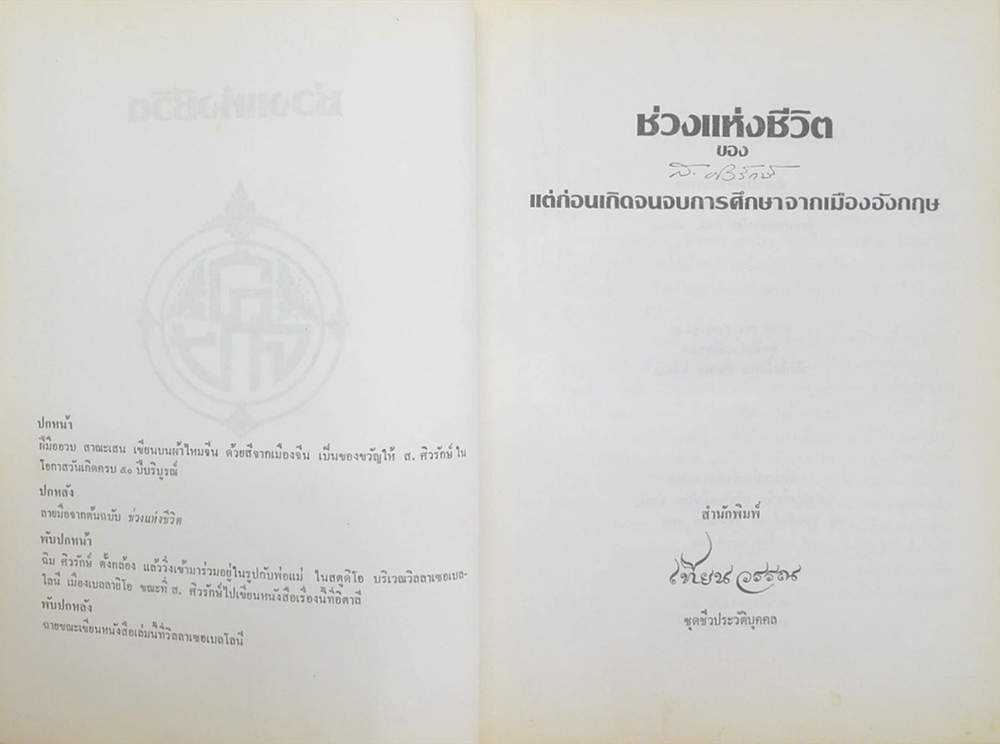 ปกหน้า
ฝีมืออวบ สาณะเสน เขียนบนผ้าใหมจีน ด้วยสีจากเมืองจีน เป็นของขวัญให้ ส. ศิวรักษ์ ใน
โอกาสวันเกิดครบ ๕๐ ปีบริบูรณ์
ปกหลัง
ลายมือจากต้นฉบับ ช่วงแห่งชีวิต
พับปกหน้า
ฉิม ศิวรักษ์ ตั้งกล้อง แล้ววิ่งเข้ามาร่วมอยู่ในรูปกับพ่อแม่ ในสตูดิโอ บริเวณวิลลาเซอเบล-
โลนี เมืองเบลลายิโอ ขณะที่ ส. ศิวรักษ์ไปเขียนหนังสือเรื่องนี้ที่อิตาลี
พับปกหลัง
ฉายขณะเขียนหนังสือเล่มนี้ที่วิลลาเซอเบลโลนี
ช่วงแห่งชีวิต
ของ
ส. ศิวรักษ์
แต่ก่อนเกิดจนจบการศึกษาจากเมืองอังกฤษ
สำนักพิมพ์
เทียนวรรณ
ชุดชีวประวัติบุคคล